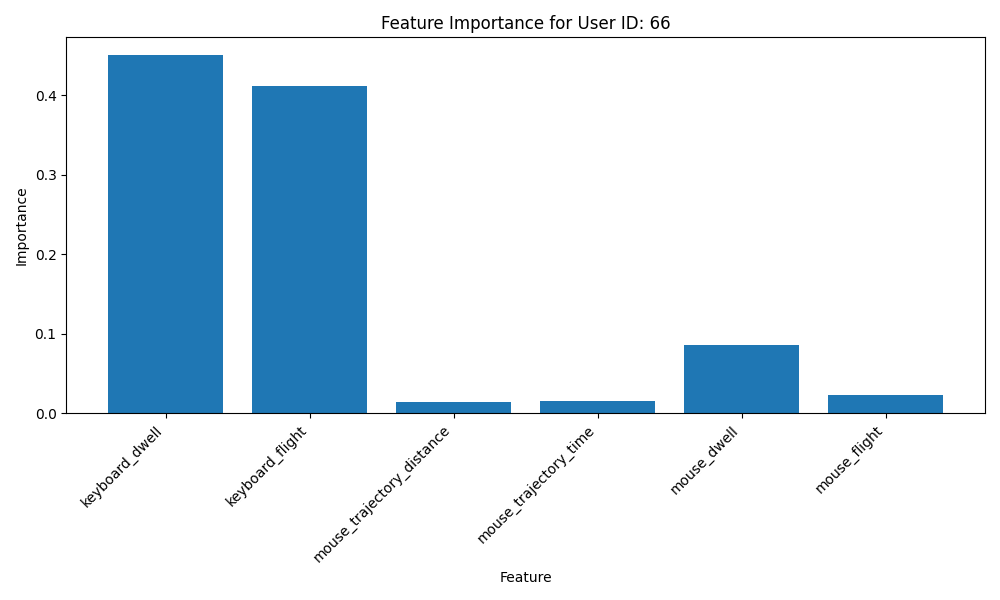 Feature Importance for User ID: 66
Importance
0.4
0.3
0.2
0.1
0.0
keyboard_dwell
keyboard_flight
mouse_trajectory_distance
mouse_trajectory_time
mouse_dwell
mouse_flight
Feature